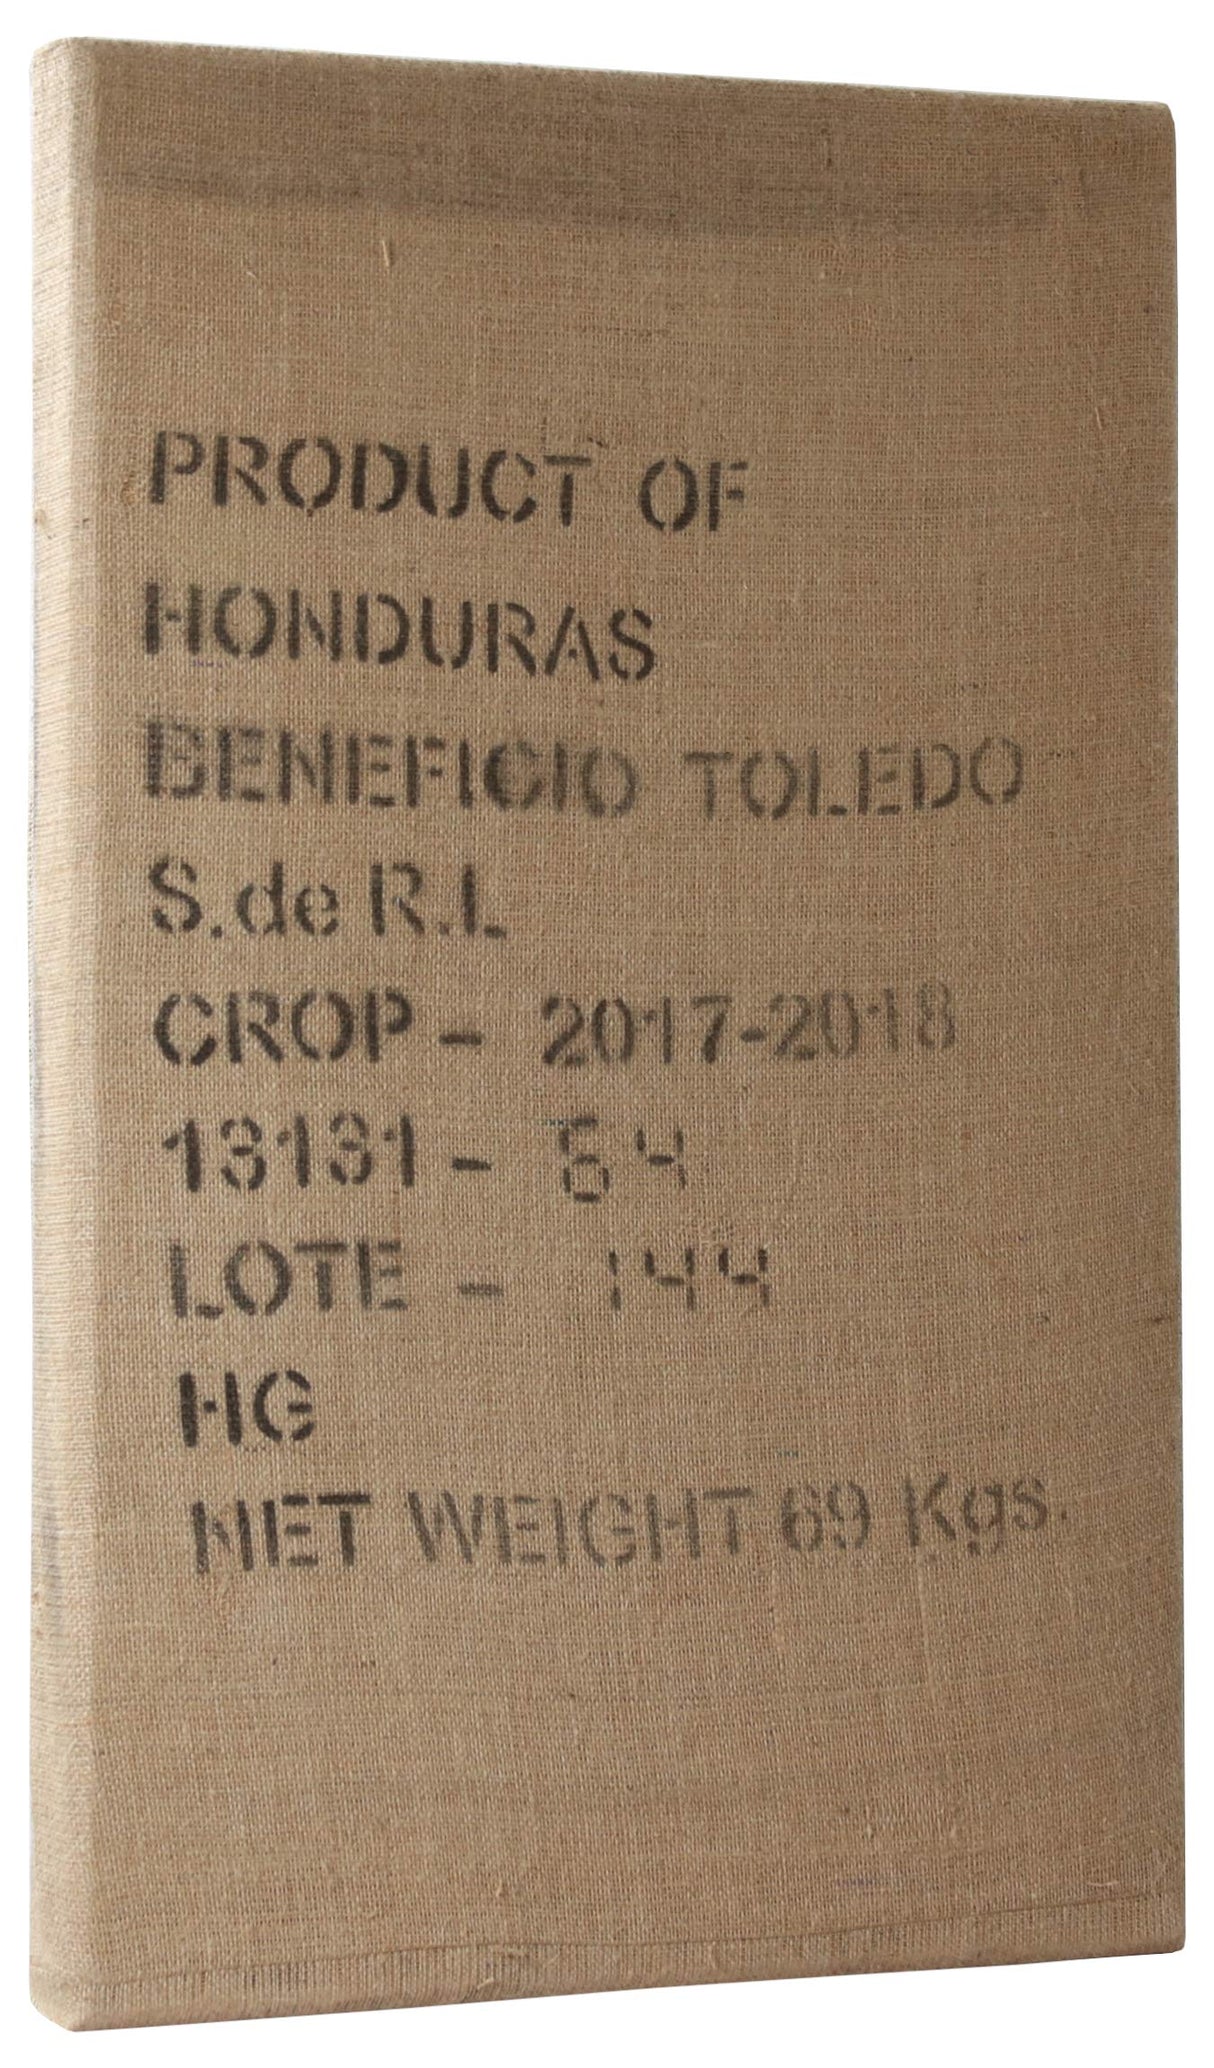 PRODUCT OF
HONDURAS
BENEFICIO TOLEDO
S.de R.L
CROP - 2017-2018
13131 - 64
LOTE - 144
HG
NET WEIGHT 69 Kgs.